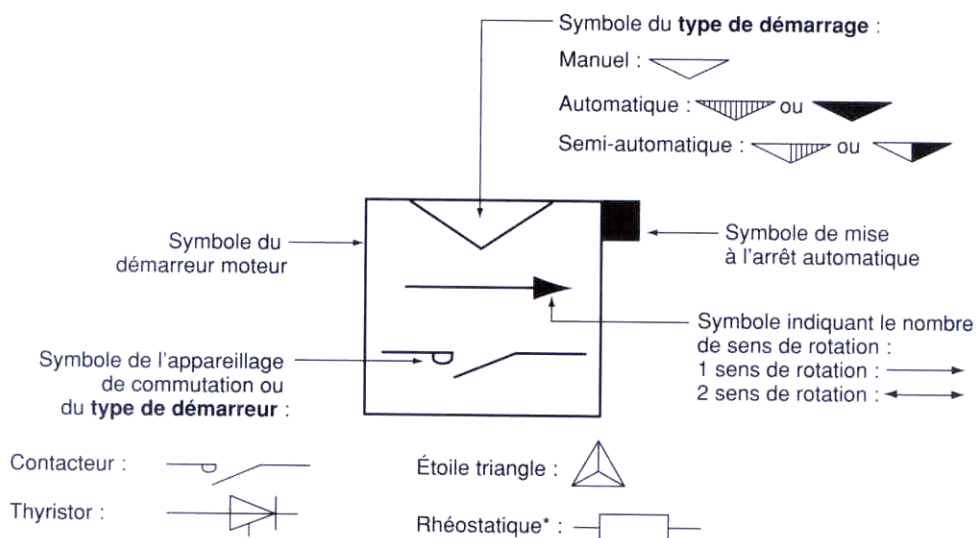 Symbole du type de démarrage :
Manuel :
Automatique : ou
Semi-automatique : ou
Symbole du
démarreur moteur
Symbole de mise
à l'arrêt automatique
Symbole indiquant le nombre
de sens de rotation :
1 sens de rotation :
2 sens de rotation :
Symbole de l'appareillage
de commutation ou
du type de démarreur :
Contacteur :
Étoile triangle :
Thyristor :
Rhéostatique* :